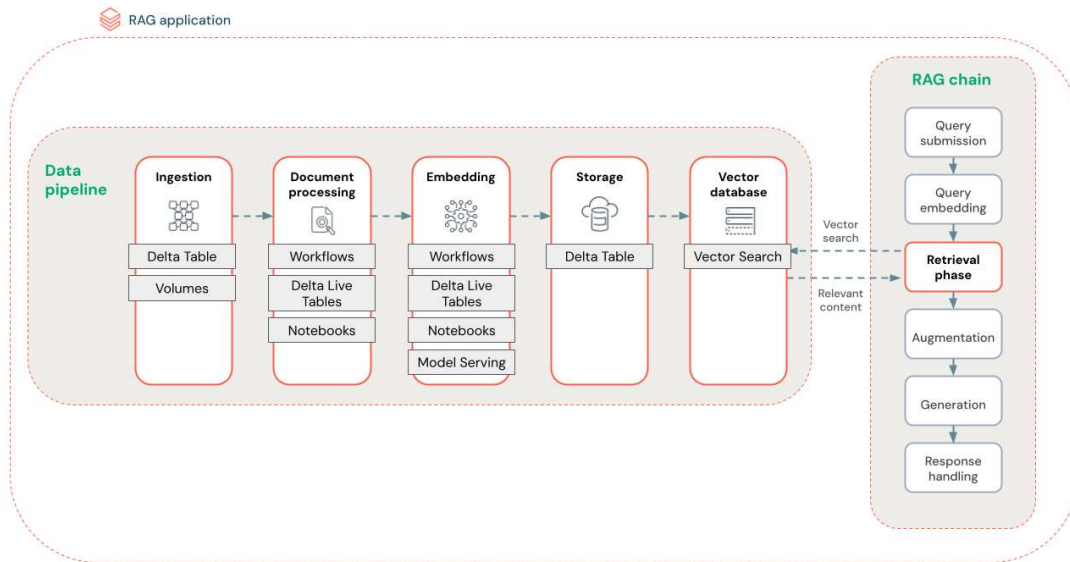 RAG application
RAG chain
Query
submission
Query
embedding
Retrieval
phase
Augmentation
Generation
Response
handling
Vector
search
Relevant
content
Data
pipeline
Ingestion
Delta Table
Volumes
Document
processing
Workflows
Delta Live
Tables
Notebooks
Embedding
Workflows
Delta Live
Tables
Notebooks
Model Serving
Storage
Delta Table
Vector
database
Vector Search